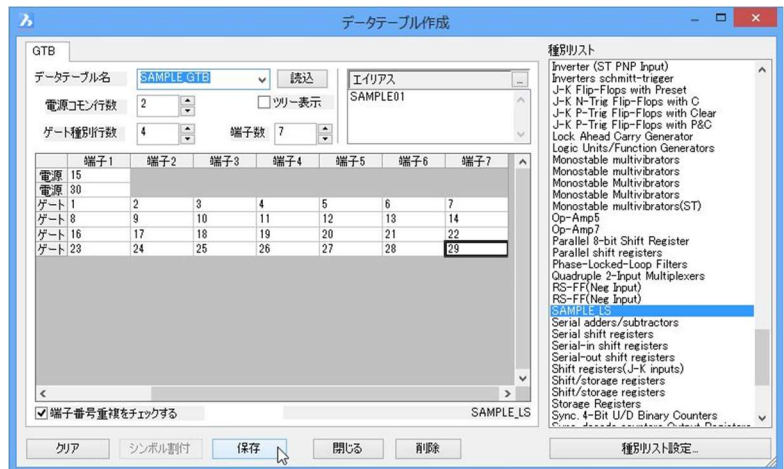 データテーブル作成
GTB
データテーブル名 SAMPLE_GTB 読込
電源コモン行数 2 ツリー表示
ゲート種別行数 4 端子数 7
エイリアス ...
SAMPLE01
端子1 端子2 端子3 端子4 端子5 端子6 端子7
電源 15
電源 30
ゲート 1 2 3 4 5 6 7
ゲート 8 9 10 11 12 13 14
ゲート 16 17 18 19 20 21 22
ゲート 23 24 25 26 27 28 29
端子番号重複をチェックする SAMPLE_LS
クリア シンボル割付 保存 閉じる 削除
種別リスト
Inverter (ST PNP Input)
Inverters schmitt-trigger
J-K Flip-Flops with Preset
J-K N-Trig Flip-Flops with C
J-K P-Trig Flip-Flops with Clear
J-K P-Trig Flip-Flops with P&C
Lock Ahead Carry Generator
Logic Units/Function Generators
Monostable multivibrators
Monostable Multivibrators
Monostable Multivibrators
Monostable Multivibrators
Monostable multivibrators(ST)
Op-Amp5
Op-Amp7
Parallel 8-bit Shift Register
Parallel shift registers
Phase-Locked-Loop Filters
Quadruple 2-Input Multiplexers
RS-FF(Neg Input)
RS-FF(Neg Input)
SAMPLE_LS
Serial adders/subtractors
Serial shift registers
Serial-in shift registers
Serial-out shift registers
Shift registers(J-K inputs)
Shift/storage registers
Shift/storage registers
Storage Registers
Sync. 4-Bit U/D Binary Counters
種別リスト設定...